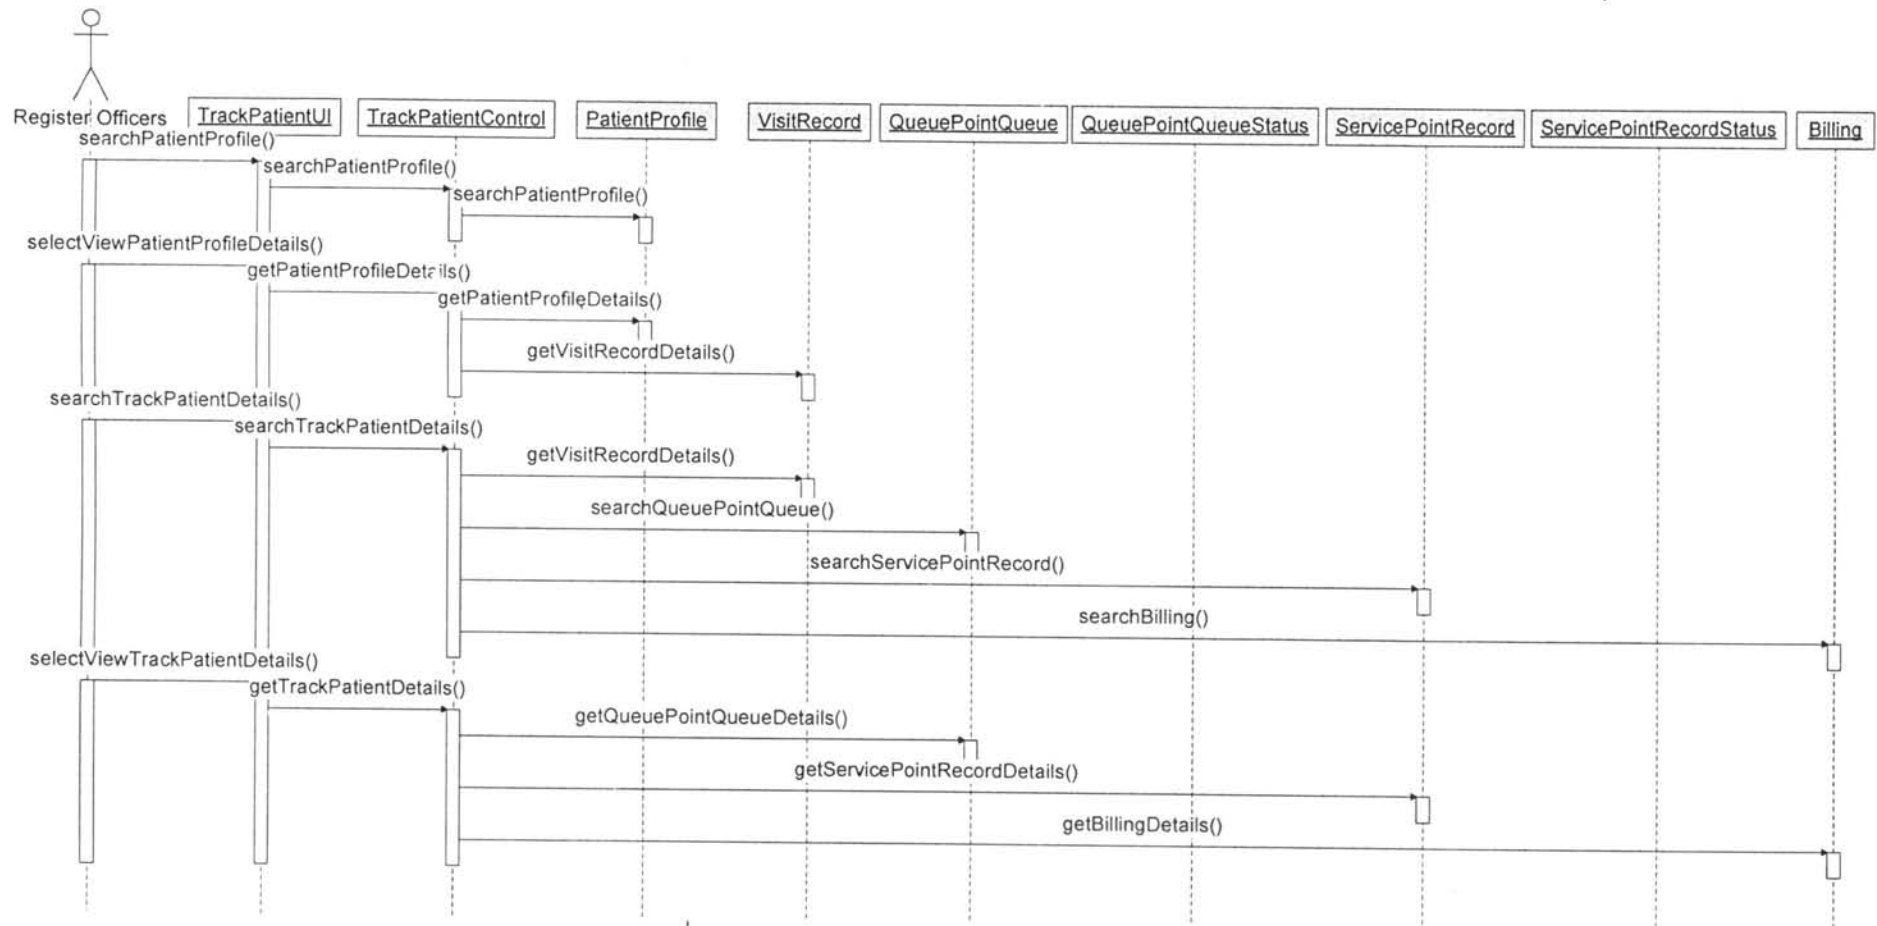 Register Officers
TrackPatientUI
TrackPatientControl
PatientProfile
VisitRecord
QueuePointQueue
QueuePointQueueStatus
ServicePointRecord
ServicePointRecordStatus
Billing
searchPatientProfile()
searchPatientProfile()
searchPatientProfile()
selectViewPatientProfileDetails()
getPatientProfileDetails()
getPatientProfileDetails()
getVisitRecordDetails()
searchTrackPatientDetails()
searchTrackPatientDetails()
getVisitRecordDetails()
searchQueuePointQueue()
searchServicePointRecord()
searchBilling()
selectViewTrackPatientDetails()
getTrackPatientDetails()
getQueuePointQueueDetails()
getServicePointRecordDetails()
getBillingDetails()